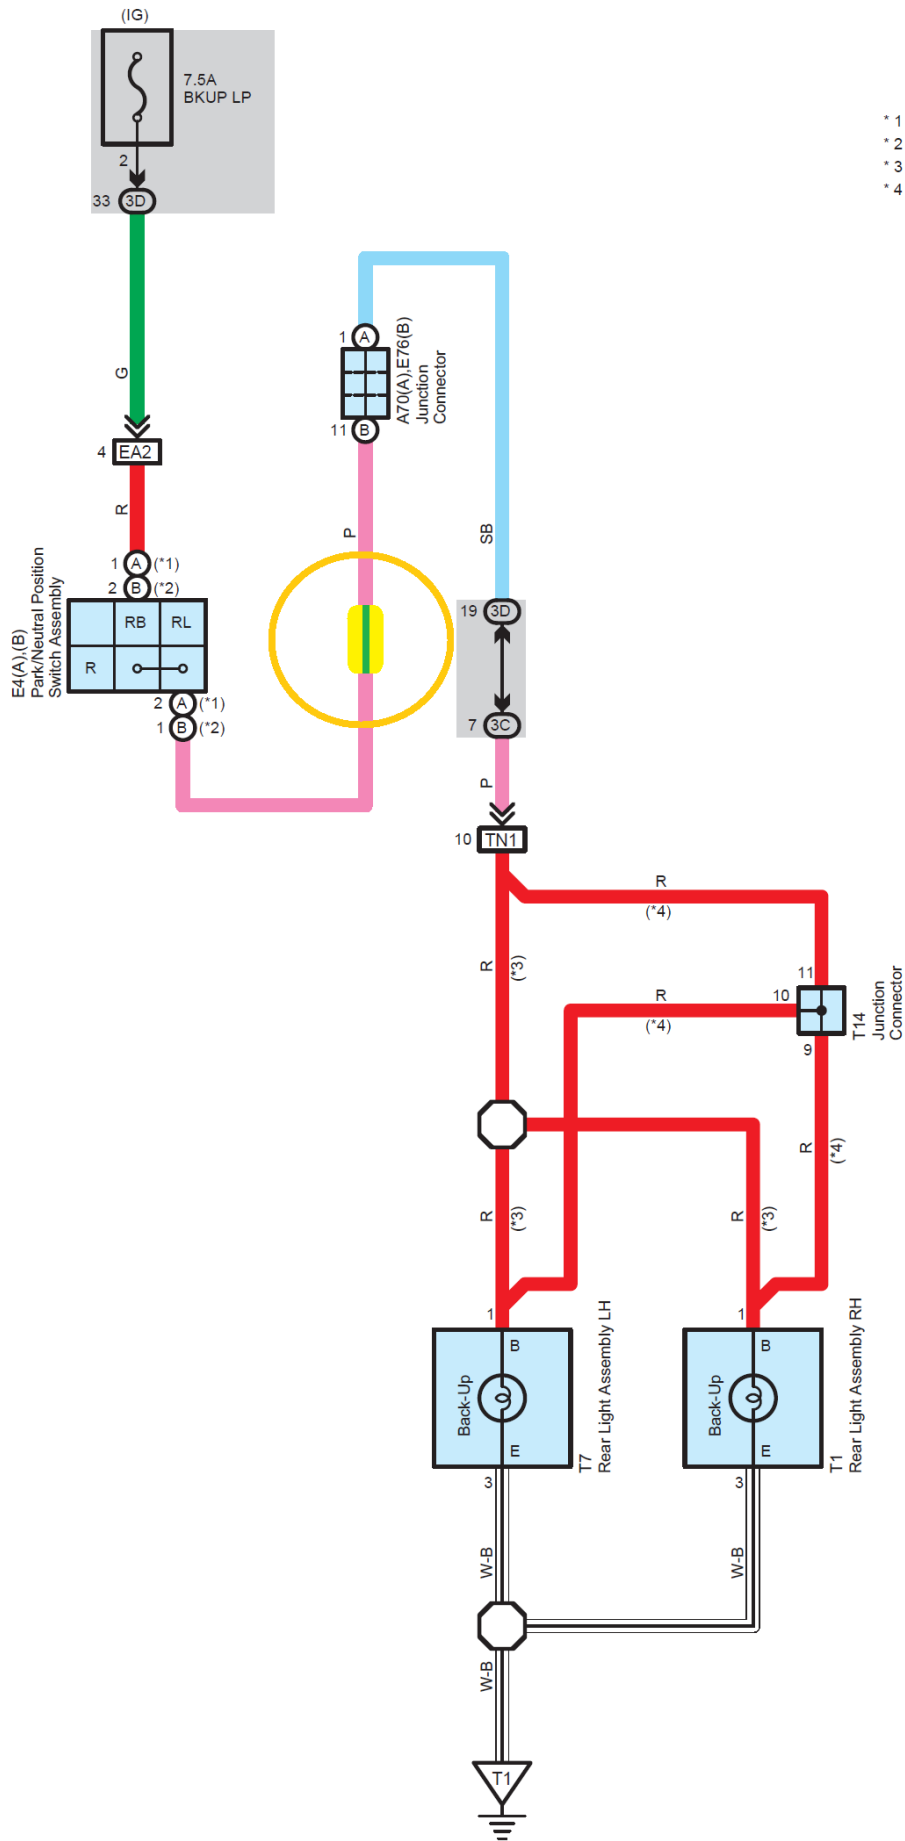 (IG)
7.5A
BKUP LP
2
33
3D
* 1
* 2
* 3
* 4
G
4
EA2
R
1
A
(*1)
2
B
(*2)
E4(A),(B)
Park/Neutral Position
Switch Assembly
RB
RL
R
2
A
(*1)
1
B
(*2)
1
A
A70(A),E76(B)
Junction
Connector
11
B
P
SB
19
3D
7
3C
P
10
TN1
R
(*4)
R
(*3)
11
10
R
(*4)
T14
Junction
Connector
9
R
(*4)
R
(*3)
R
(*3)
1
B
Back-Up
E
T7
Rear Light Assembly LH
3
1
B
Back-Up
E
T1
Rear Light Assembly RH
3
W-B
W-B
W-B
T1